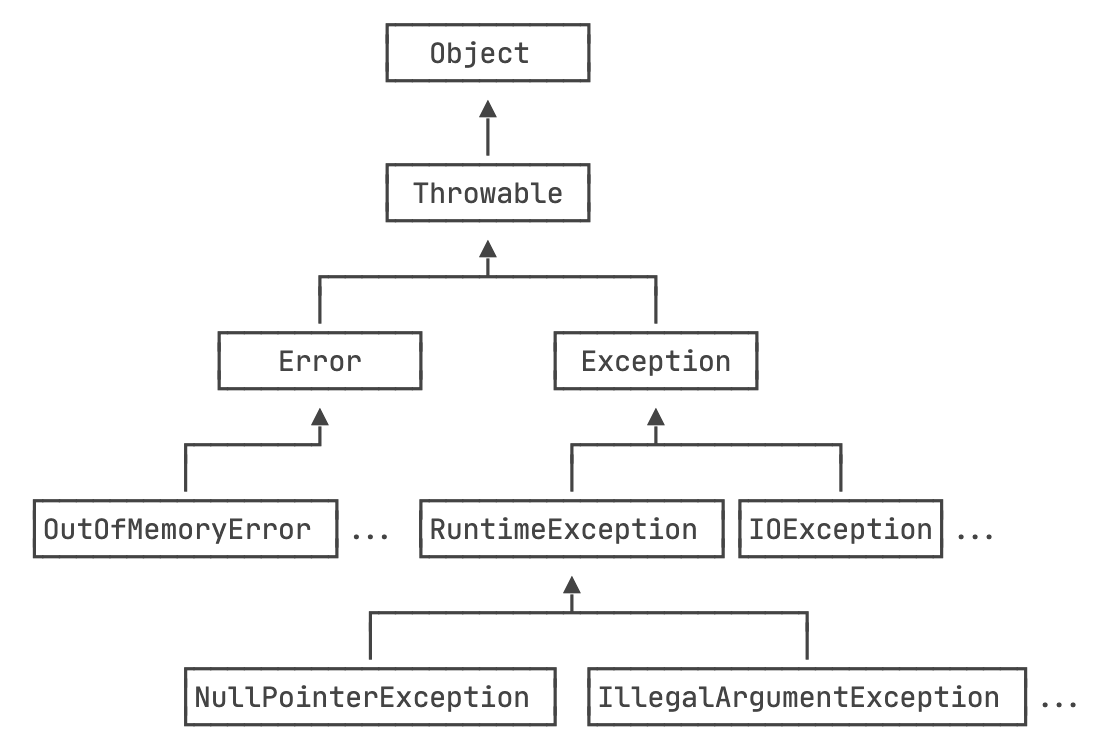 Object
Throwable
Error Exception
OutOfMemoryError ... RuntimeException IOException ...
NullPointerException IllegalArgumentException ...